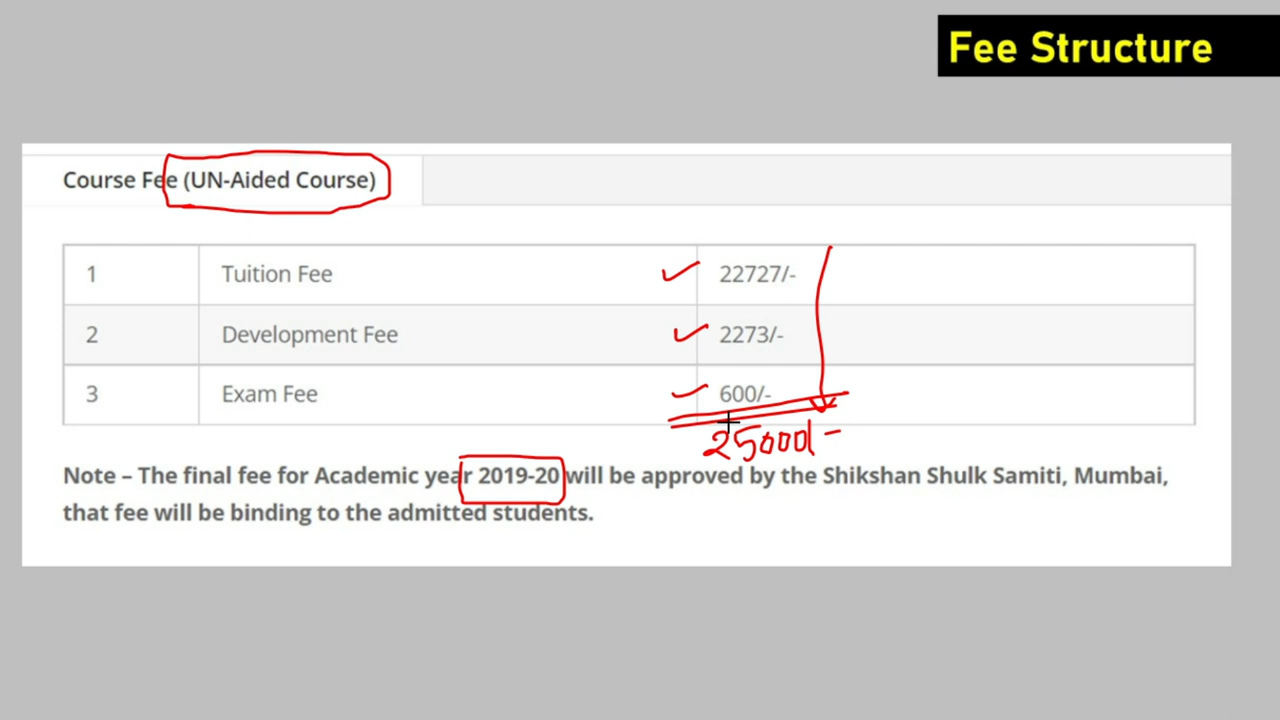 Fee Structure
Course Fee (UN-Aided Course)
1 Tuition Fee 22727/-
2 Development Fee 2273/-
3 Exam Fee 600/-
25000/-
Note – The final fee for Academic year 2019-20 will be approved by the Shikshan Shulk Samiti, Mumbai,
that fee will be binding to the admitted students.